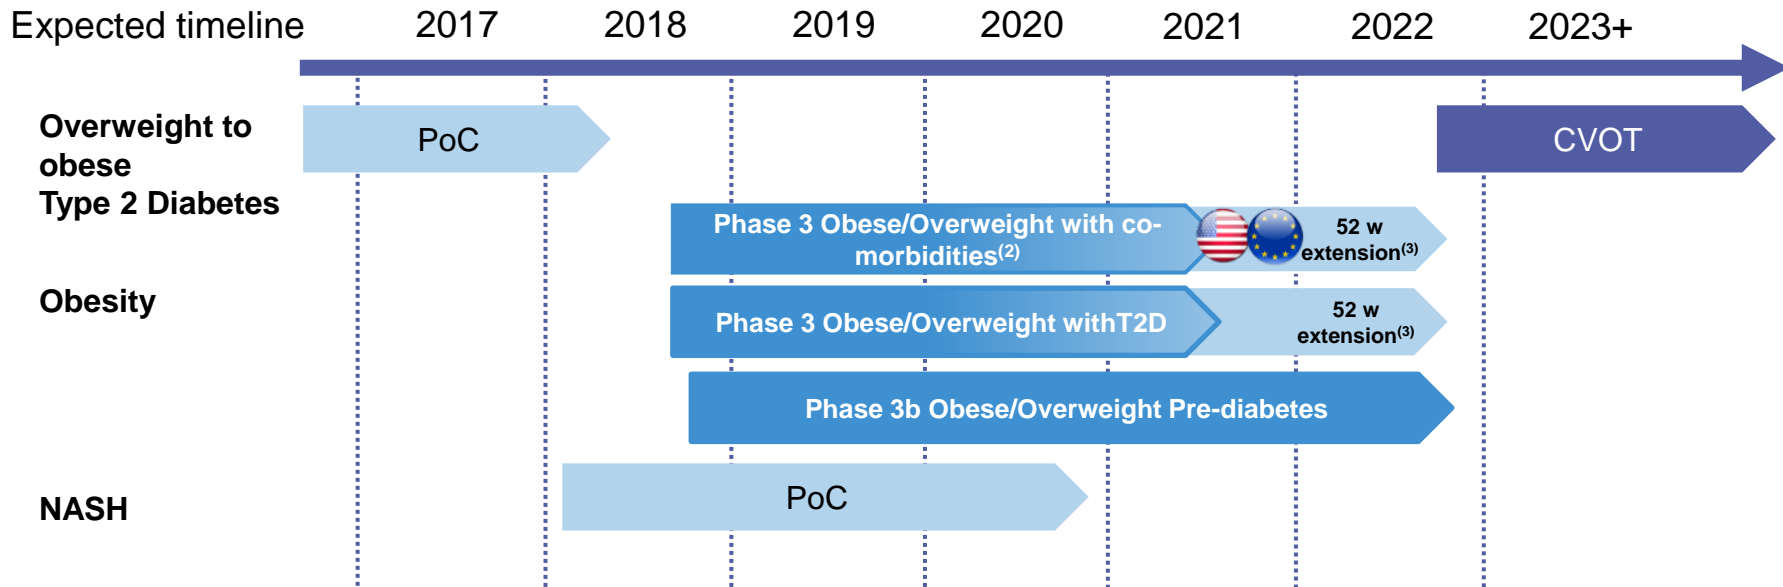 Expected timeline 2017 2018 2019 2020 2021 2022 2023+
Overweight to
obese
Type 2 Diabetes
PoC
CVOT
Phase 3 Obese/Overweight with co-
morbidities(2)
52 w
extension(3)
Obesity
Phase 3 Obese/Overweight withT2D
52 w
extension(3)
Phase 3b Obese/Overweight Pre-diabetes
NASH
PoC